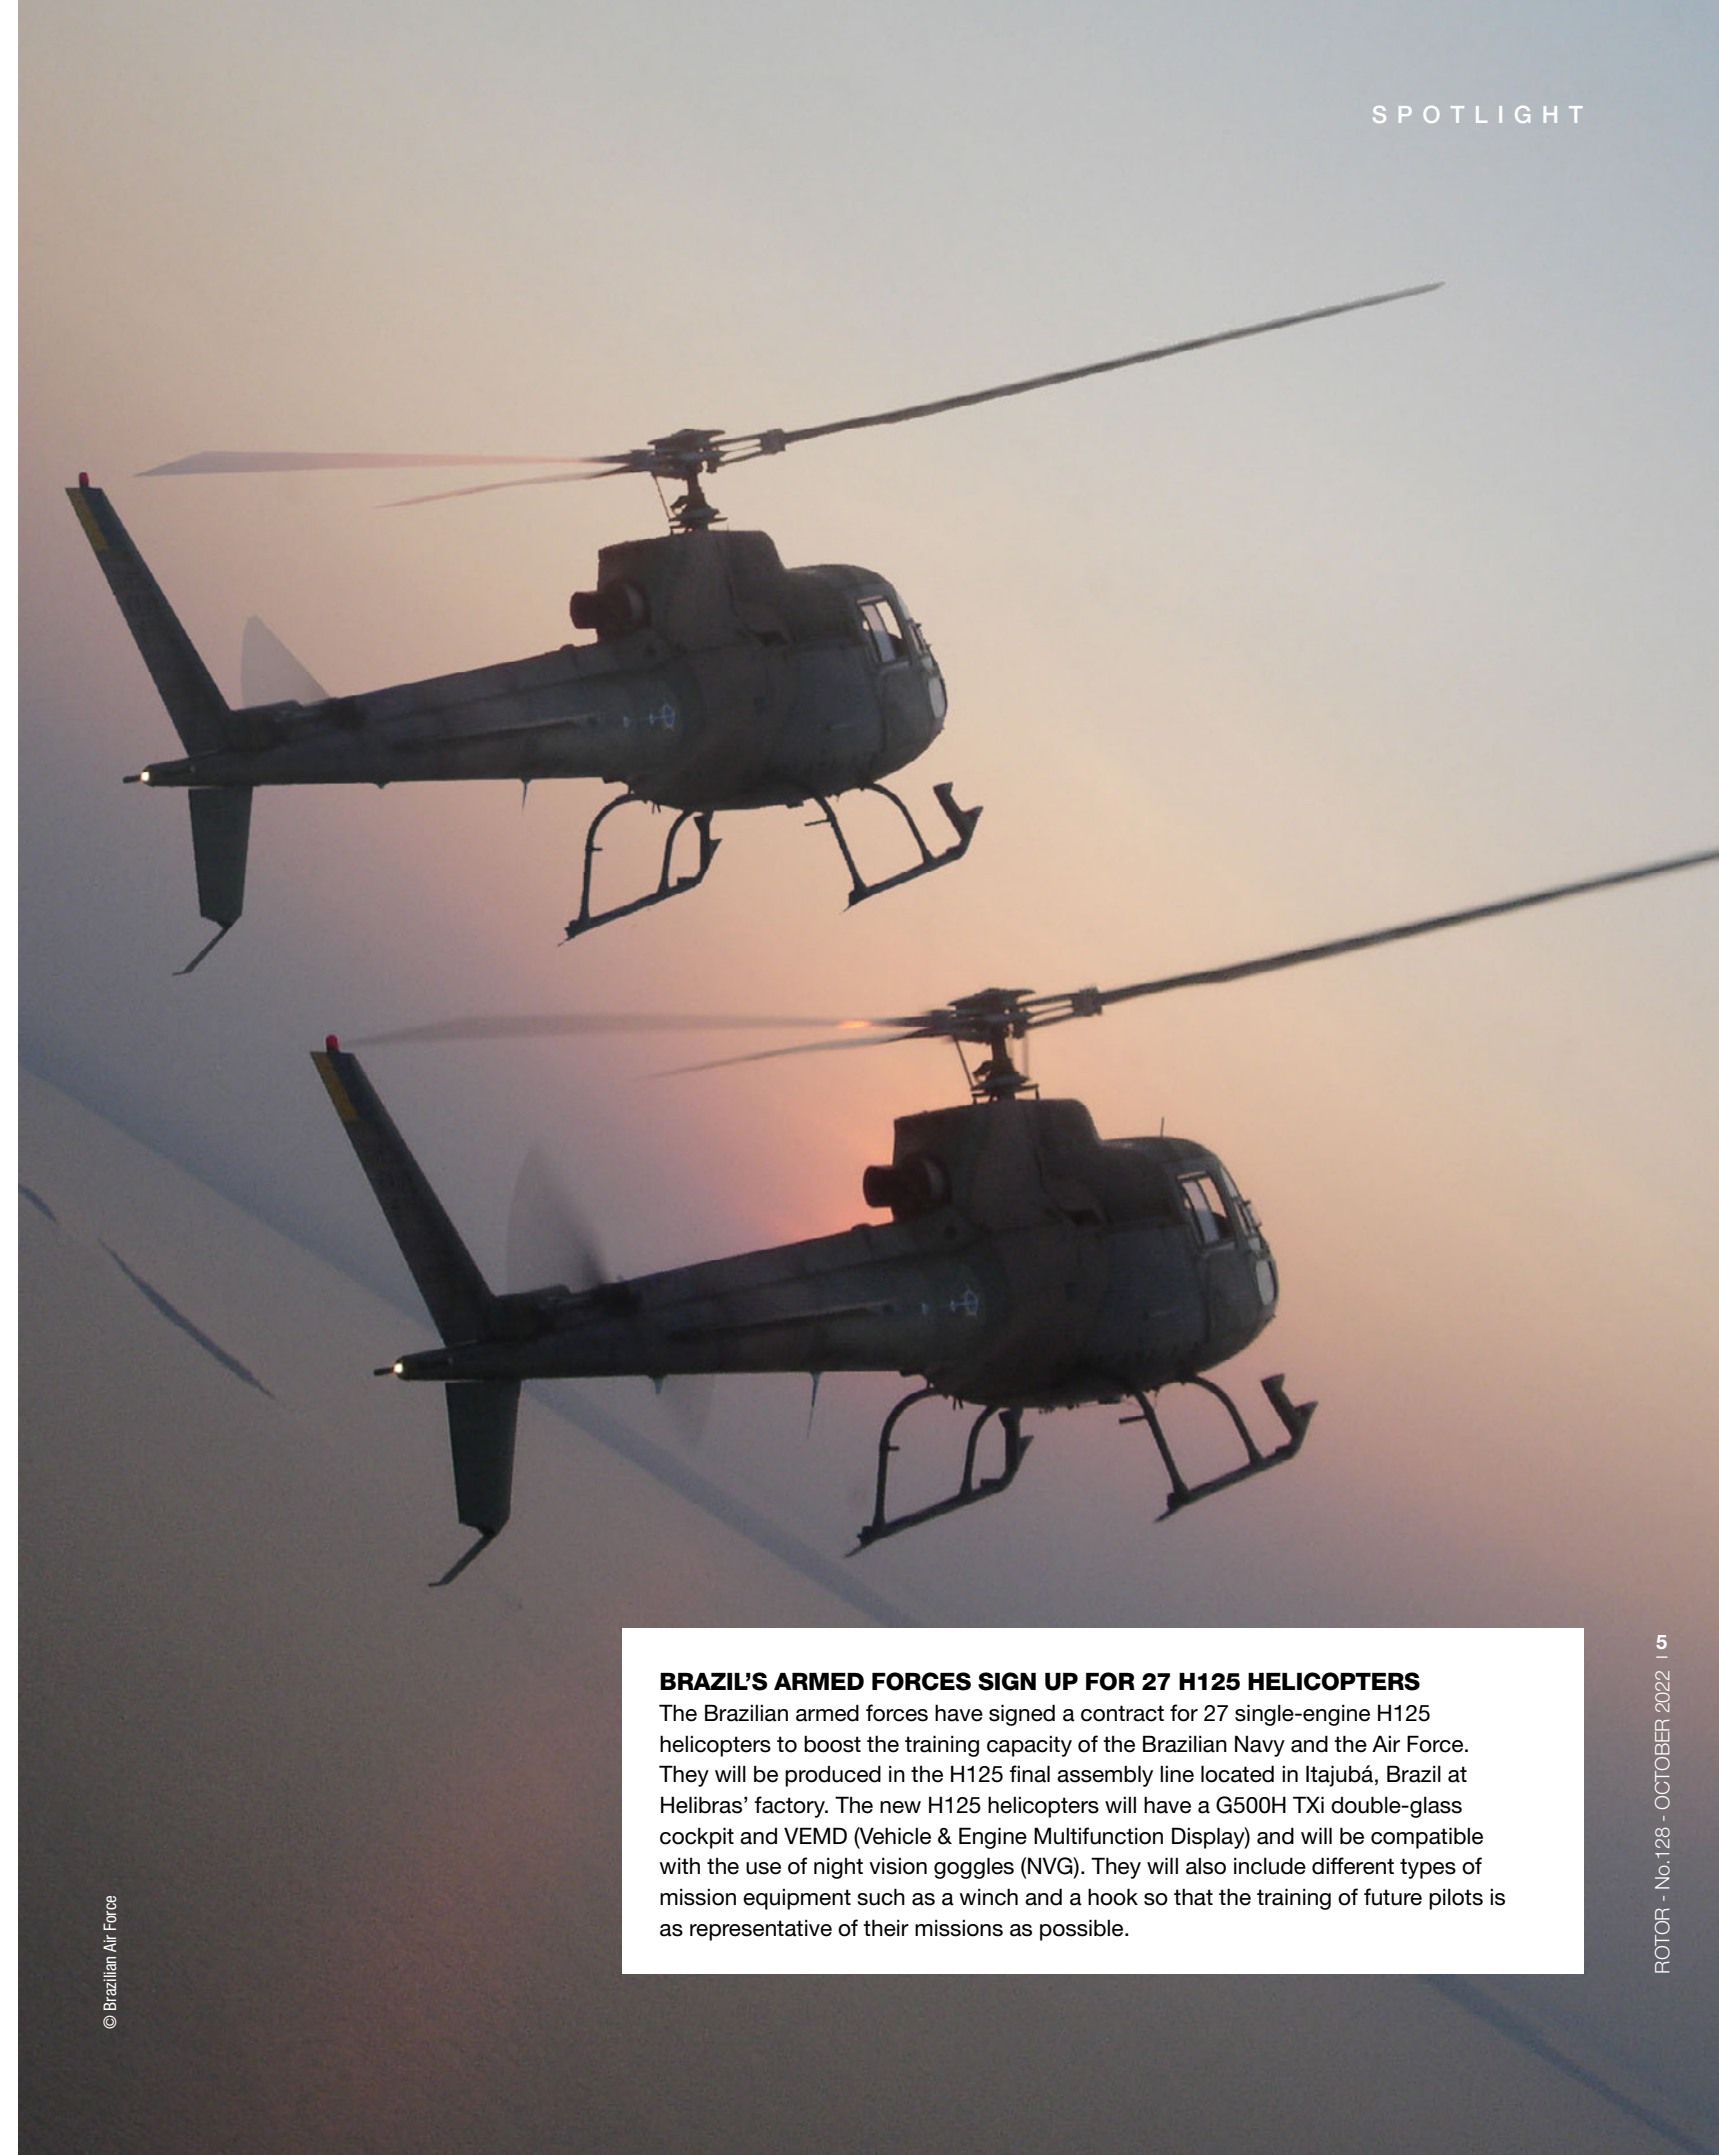 SPOTLIGHT
BRAZIL’S ARMED FORCES SIGN UP FOR 27 H125 HELICOPTERS
The Brazilian armed forces have signed a contract for 27 single-engine H125
helicopters to boost the training capacity of the Brazilian Navy and the Air Force.
They will be produced in the H125 final assembly line located in Itajubá, Brazil at
Helibras’ factory. The new H125 helicopters will have a G500H TXi double-glass
cockpit and VEMD (Vehicle & Engine Multifunction Display) and will be compatible
with the use of night vision goggles (NVG). They will also include different types of
mission equipment such as a winch and a hook so that the training of future pilots is
as representative of their missions as possible.
ROTOR - No.128 - OCTOBER 2022 I 5
© Brazilian Air Force